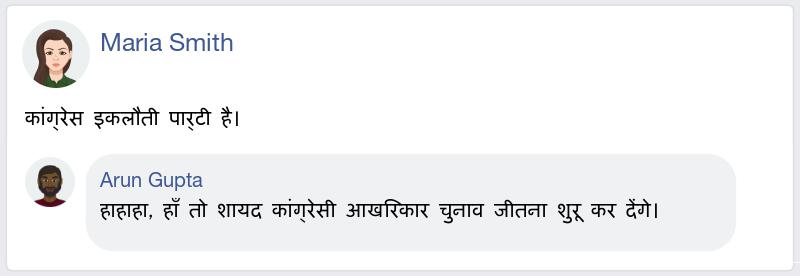 Maria Smith
कांग्रेस इकलौती पार्टी है।
Arun Gupta
हाहाहा, हाँ तो शायद कांग्रेसी आखरिकार चुनाव जीतना शुरू कर देंगे।